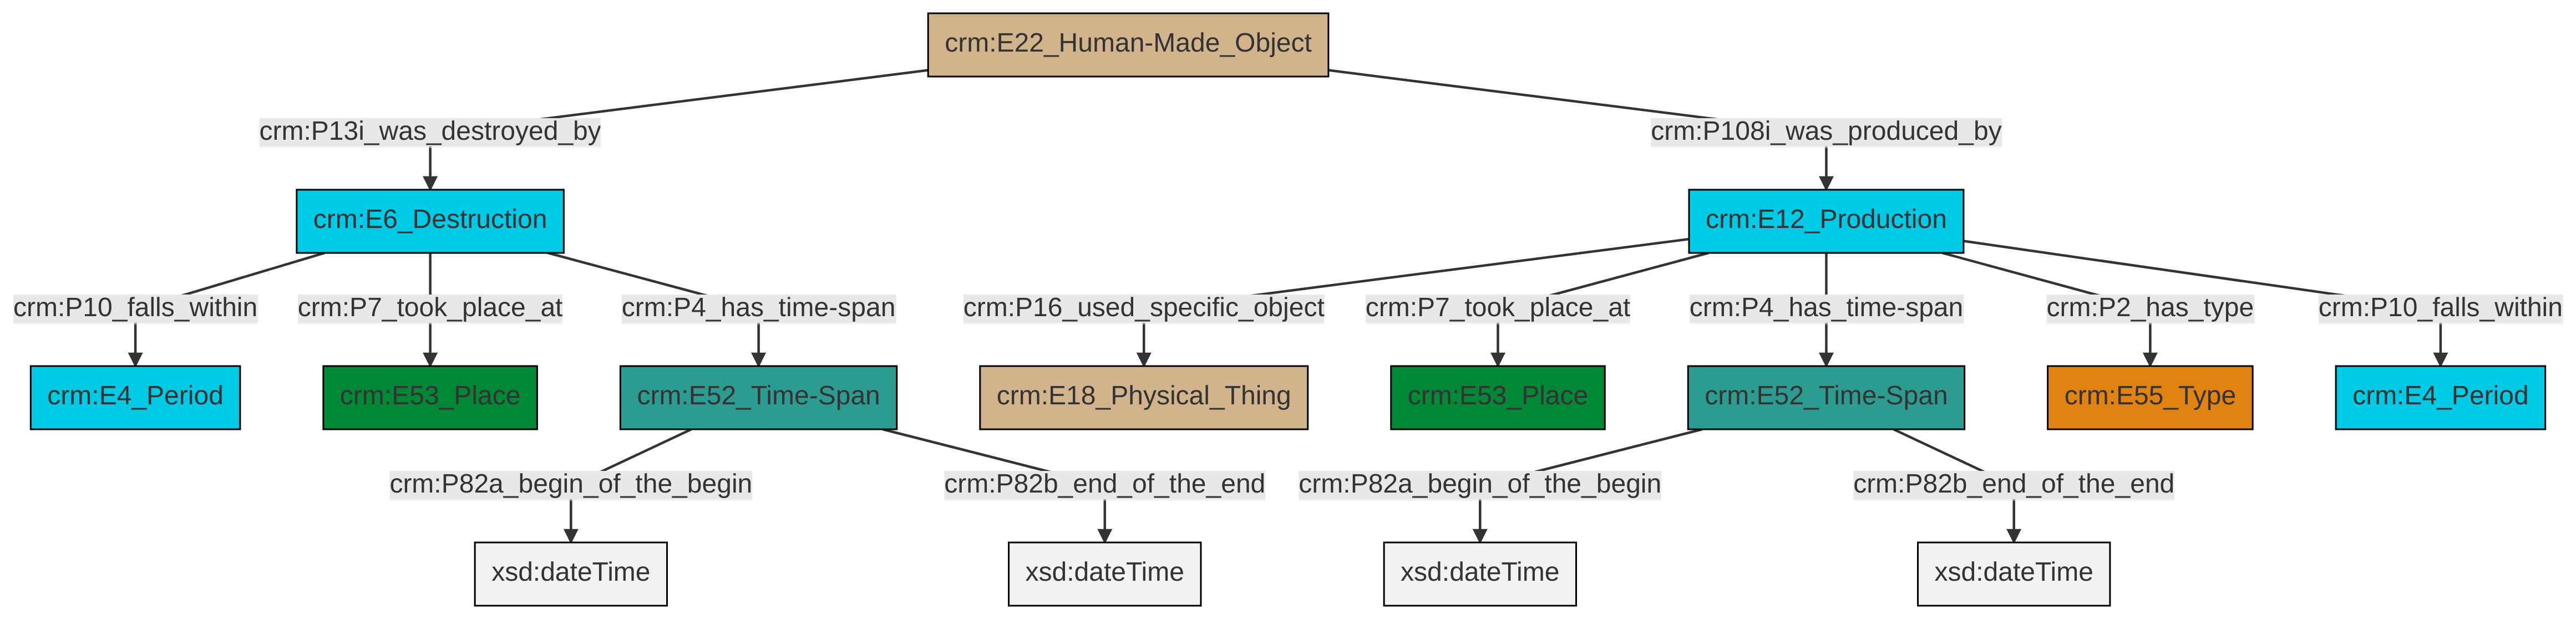 crm:E22_Human-Made_Object
crm:P13i_was_destroyed_by
crm:P108i_was_produced_by
crm:E6_Destruction
crm:E12_Production
crm:P10_falls_within
crm:P7_took_place_at
crm:P4_has_time-span
crm:P16_used_specific_object
crm:P7_took_place_at
crm:P4_has_time-span
crm:P2_has_type
crm:P10_falls_within
crm:E4_Period
crm:E53_Place
crm:E52_Time-Span
crm:E18_Physical_Thing
crm:E53_Place
crm:E52_Time-Span
crm:E55_Type
crm:E4_Period
crm:P82a_begin_of_the_begin
crm:P82b_end_of_the_end
crm:P82a_begin_of_the_begin
crm:P82b_end_of_the_end
xsd:dateTime
xsd:dateTime
xsd:dateTime
xsd:dateTime